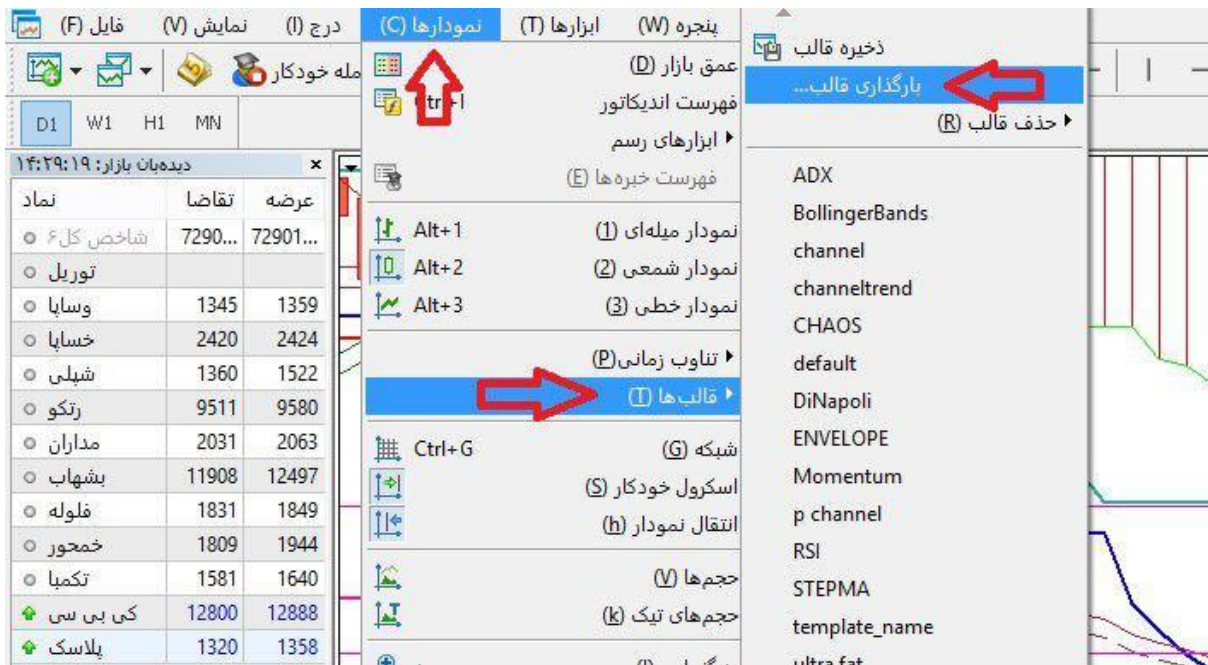 فایل (F) نمایش (V) درج (I) نمودارها (C) ابزارها (T) پنجره (W)
مله خودکار
D1 W1 H1 MN
دیده‌بان بازار: ۱۴:۲۹:۱۹
نماد تقاضا عرضه
شاخص کل۶ 7290... 72901...
توریل
وساپا 1345 1359
خساپا 2420 2424
شپلی 1360 1522
رتکو 9511 9580
مداران 2031 2063
بشهاب 11908 12497
فلوله 1831 1849
خمحور 1809 1944
تکمبا 1581 1640
کی بی سی 12800 12888
پلاسک 1320 1358
عمق بازار (D)
فهرست اندیکاتور
ابزارهای رسم
فهرست خبره ها (E)
نمودار میله‌ای (1) Alt+1
نمودار شمعی (2) Alt+2
نمودار خطی (3) Alt+3
تناوب زمانی(P)
قالب‌ها (T)
شبکه (G) Ctrl+G
اسکرول خودکار (S)
انتقال نمودار (h)
حجم‌ها (V)
حجم‌های تیک (k)
ذخیره قالب
بارگذاری قالب...
حذف قالب (R)
ADX
BollingerBands
channel
channeltrend
CHAOS
default
DiNapoli
ENVELOPE
Momentum
p channel
RSI
STEPMA
template_name
ultra fat